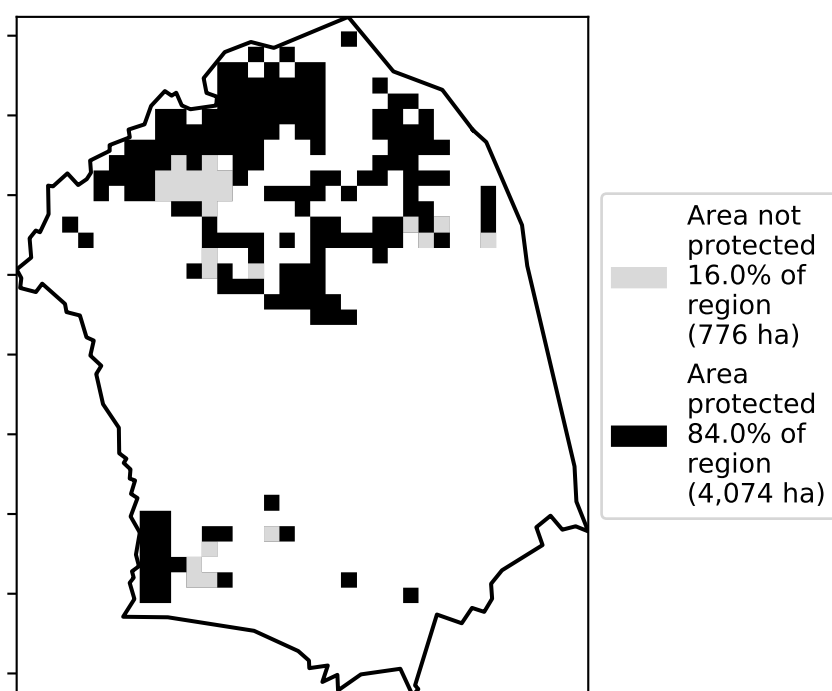 Area not
protected
16.0% of
region
(776 ha)
Area
protected
84.0% of
region
(4,074 ha)